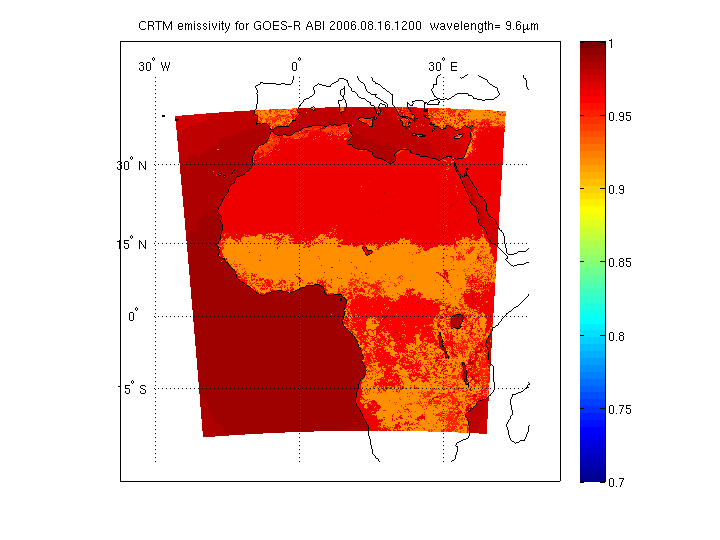 CRTM emissivity for GOES-R ABI 2006.08.16.1200 wavelength= 9.6μm
30° W 0° 30° E
30° N
15° N
0°
15° S
1
0.95
0.9
0.85
0.8
0.75
0.7